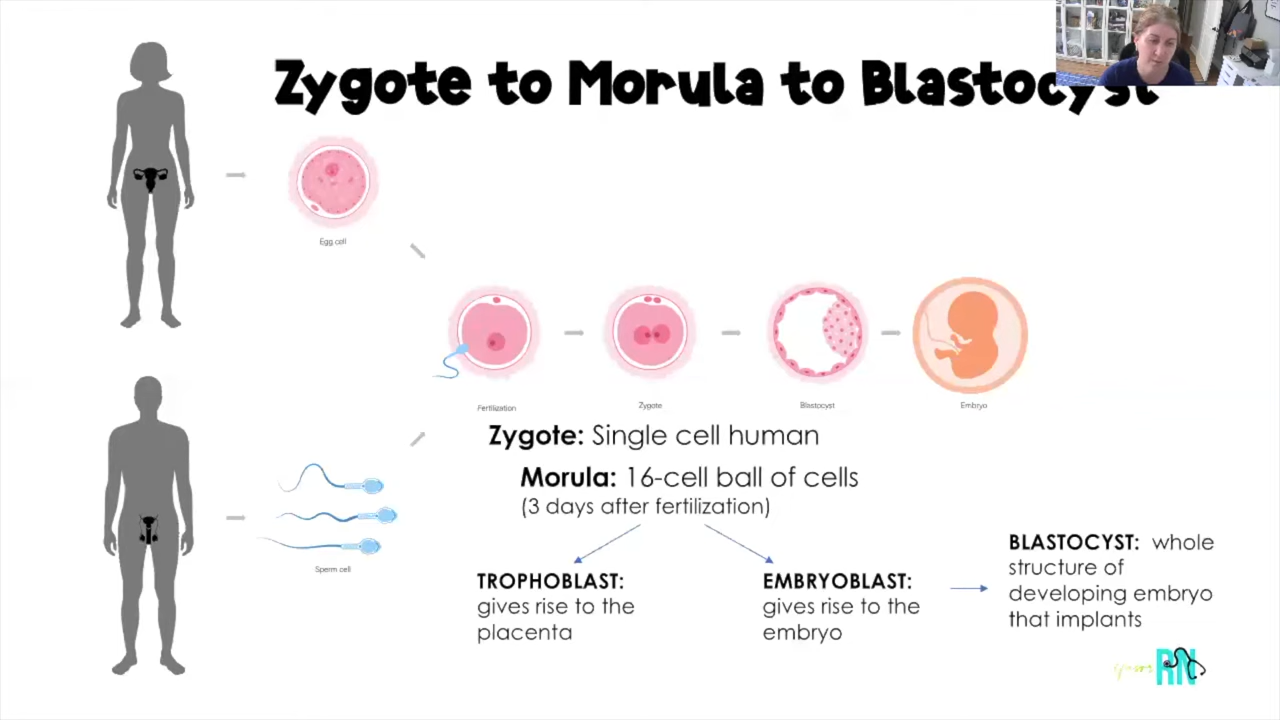 Zygote to Morula to Blastocyst
Egg cell
Fertilization
Zygote
Blastocyst
Embryo
Zygote: Single cell human
Morula: 16-cell ball of cells
(3 days after fertilization)
Sperm cell
TROPHOBLAST:
gives rise to the
placenta
EMBRYOBLAST:
gives rise to the
embryo
BLASTOCYST: whole
structure of
developing embryo
that implants
RN